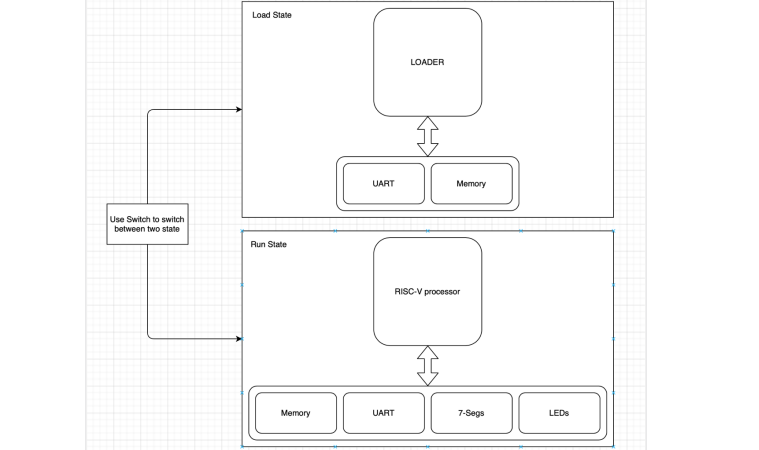 Load State
LOADER
UART
Memory
Use Switch to switch
between two state
Run State
RISC-V processor
Memory
UART
7-Segs
LEDs